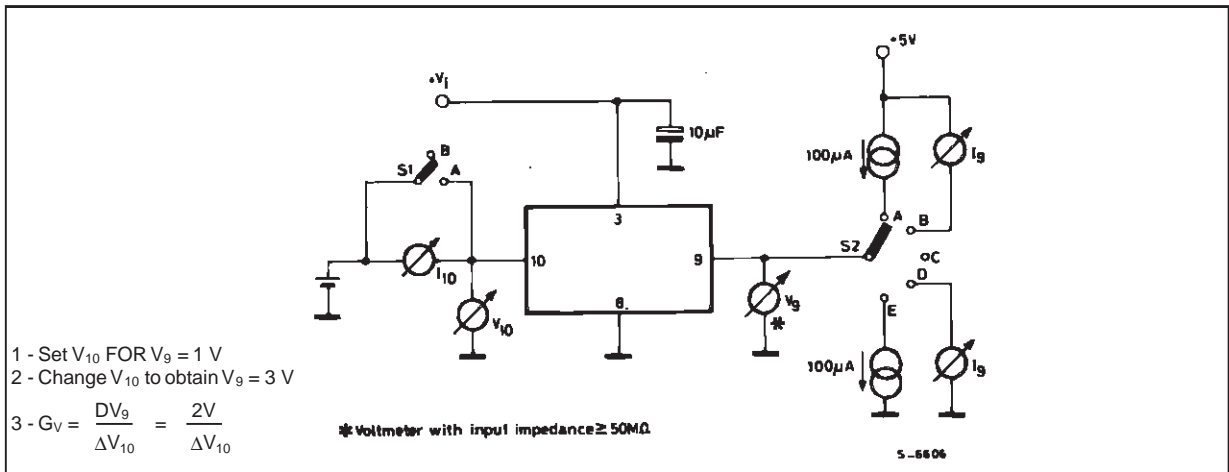 +5V
+Vi
10µF
100µA
I9
B
S1
A
A
B
3
S2
C
10
9
D
I10
V9
E
V10
*
1 - Set V10 FOR V9 = 1 V
2 - Change V10 to obtain V9 = 3 V
100µA
I9
3 - GV = DV9 / ΔV10 = 2V / ΔV10
* Voltmeter with input impedance ≥ 50MΩ
S-6606